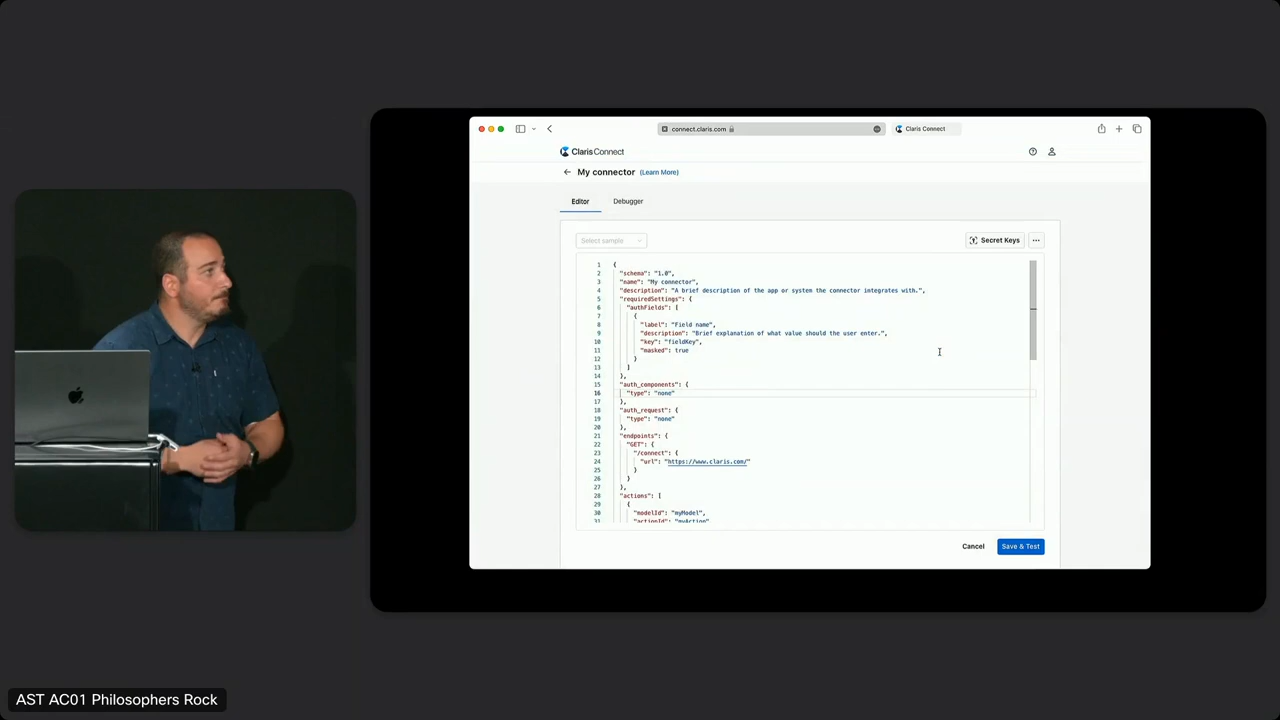 connect.claris.com
Claris Connect
ClarisConnect
My connector (Learn More)
Editor
Debugger
Select sample
Secret Keys
1 {
2 "schema": "1.0",
3 "name": "My connector",
4 "description": "A brief description of the app or system the connector integrates with.",
5 "requiredSettings": {
6 "authFields": [
7 {
8 "label": "Field name",
9 "description": "Brief explanation of what value should the user enter.",
10 "key": "fieldKey",
11 "masked": true
12 }
13 ]
14 },
15 "auth_components": {
16 "type": "none"
17 },
18 "auth_request": {
19 "type": "none"
20 },
21 "endpoints": {
22 "GET": {
23 "/connect": {
24 "url": "https://www.claris.com/"
25 }
26 }
27 },
28 "actions": [
29 {
30 "modelId": "myModel",
31 "actionId": "myAction",
Cancel
Save & Test
AST AC01 Philosophers Rock